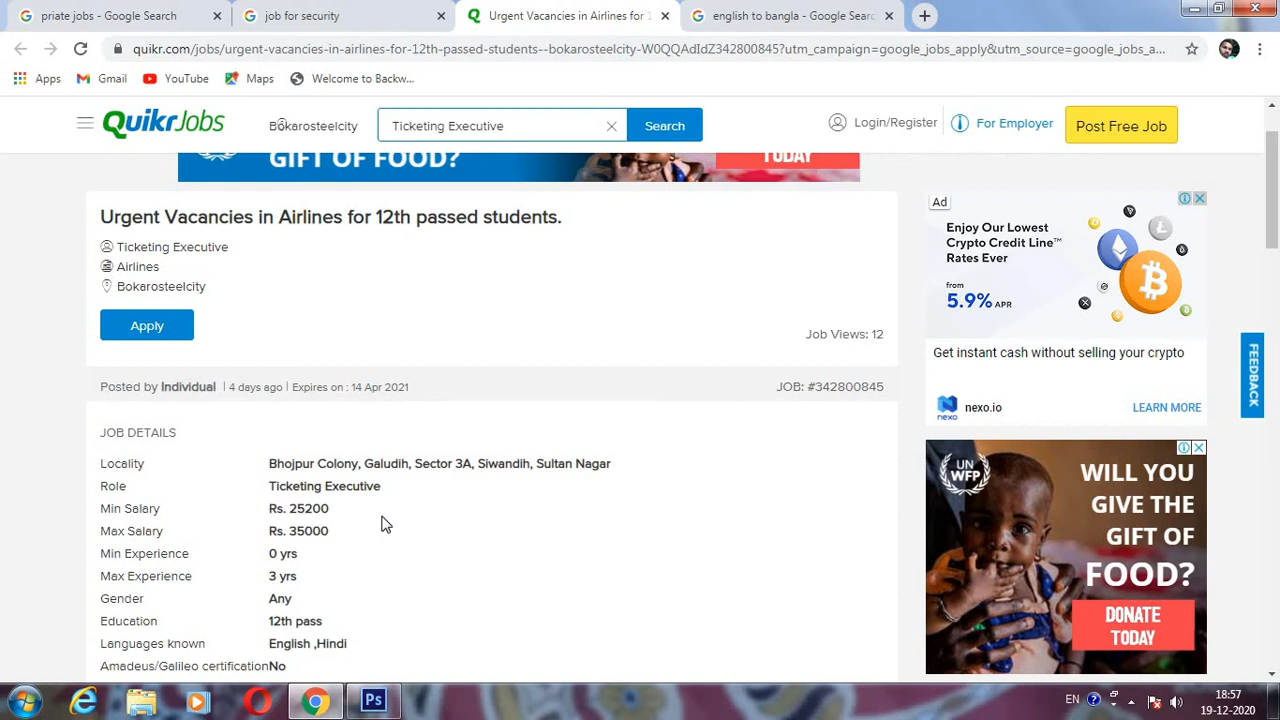 priate jobs - Google Search
job for security
Urgent Vacancies in Airlines for 1
english to bangla - Google Searc
quikr.com/jobs/urgent-vacancies-in-airlines-for-12th-passed-students--bokarosteelcity-W0QQAdIdZ342800845?utm_campaign=google_jobs_apply&utm_source=google_jobs_a...
Apps
Gmail
YouTube
Maps
Welcome to Backw...
QuikrJobs
Bokarosteelcity
Ticketing Executive
Search
Login/Register
For Employer
Post Free Job
GIFT OF FOOD?
TODAY
Urgent Vacancies in Airlines for 12th passed students.
Ticketing Executive
Airlines
Bokarosteelcity
Apply
Job Views: 12
Posted by Individual | 4 days ago | Expires on : 14 Apr 2021
JOB: #342800845
JOB DETAILS
Locality Bhojpur Colony, Galudih, Sector 3A, Siwandih, Sultan Nagar
Role Ticketing Executive
Min Salary Rs. 25200
Max Salary Rs. 35000
Min Experience 0 yrs
Max Experience 3 yrs
Gender Any
Education 12th pass
Languages known English ,Hindi
Amadeus/Galileo certification No
Ad
Enjoy Our Lowest
Crypto Credit Line™
Rates Ever
from
5.9% APR
Get instant cash without selling your crypto
nexo.io
LEARN MORE
FEEDBACK
UN
WFP
WILL YOU
GIVE THE
GIFT OF
FOOD?
DONATE
TODAY
Ps
EN
18:57
19-12-2020